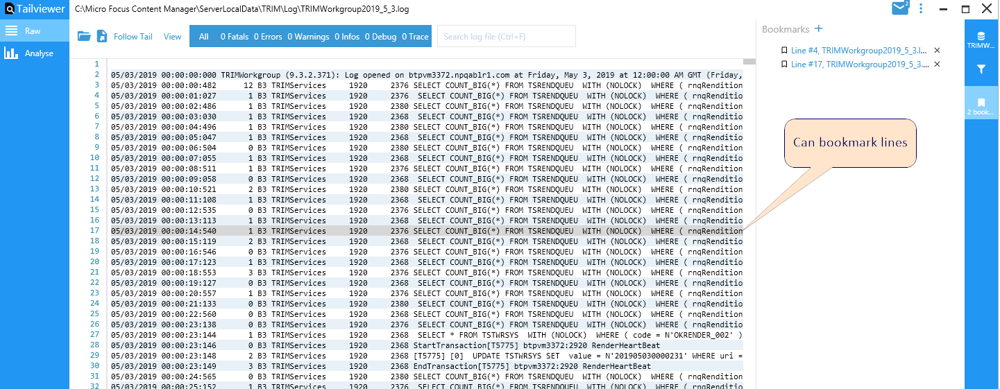 Tailviewer
C:\Micro Focus Content Manager\ServerLocalData\TRIM\Log\TRIMWorkgroup2019_5_3.log
2
Raw
Analyse
Follow Tail View All 0 Fatals 0 Errors 0 Warnings 0 Infos 0 Debug 0 Trace Search log file (Ctrl+F)
Bookmarks +
Line #4, TRIMWorkgroup2019_5_3.l...
Line #17, TRIMWorkgroup2019_5_3....
TRIMW...
2 book...
Can bookmark lines
1
2 05/03/2019 00:00:00:000 TRIMWorkgroup (9.3.2.371): Log opened on btpvm3372.npqablr1.com at Friday, May 3, 2019 at 12:00:00 AM GMT (Friday,
3 05/03/2019 00:00:00:482 12 B3 TRIMServices 1920 2376 SELECT COUNT_BIG(*) FROM TSRENDQUEU WITH (NOLOCK) WHERE ( rnqRendition
4 05/03/2019 00:00:01:027 1 B3 TRIMServices 1920 2376 SELECT COUNT_BIG(*) FROM TSRENDQUEU WITH (NOLOCK) WHERE ( rnqRenditio
5 05/03/2019 00:00:02:486 1 B3 TRIMServices 1920 2380 SELECT COUNT_BIG(*) FROM TSRENDQUEU WITH (NOLOCK) WHERE ( rnqRendition
6 05/03/2019 00:00:03:030 1 B3 TRIMServices 1920 2368 SELECT COUNT_BIG(*) FROM TSRENDQUEU WITH (NOLOCK) WHERE ( rnqRenditio
7 05/03/2019 00:00:04:496 1 B3 TRIMServices 1920 2380 SELECT COUNT_BIG(*) FROM TSRENDQUEU WITH (NOLOCK) WHERE ( rnqRendition
8 05/03/2019 00:00:05:047 1 B3 TRIMServices 1920 2368 SELECT COUNT_BIG(*) FROM TSRENDQUEU WITH (NOLOCK) WHERE ( rnqRenditio
9 05/03/2019 00:00:06:504 0 B3 TRIMServices 1920 2380 SELECT COUNT_BIG(*) FROM TSRENDQUEU WITH (NOLOCK) WHERE ( rnqRendition
10 05/03/2019 00:00:07:055 1 B3 TRIMServices 1920 2368 SELECT COUNT_BIG(*) FROM TSRENDQUEU WITH (NOLOCK) WHERE ( rnqRenditio
11 05/03/2019 00:00:08:511 1 B3 TRIMServices 1920 2376 SELECT COUNT_BIG(*) FROM TSRENDQUEU WITH (NOLOCK) WHERE ( rnqRendition
12 05/03/2019 00:00:09:058 0 B3 TRIMServices 1920 2368 SELECT COUNT_BIG(*) FROM TSRENDQUEU WITH (NOLOCK) WHERE ( rnqRenditio
13 05/03/2019 00:00:10:521 2 B3 TRIMServices 1920 2380 SELECT COUNT_BIG(*) FROM TSRENDQUEU WITH (NOLOCK) WHERE ( rnqRendition
14 05/03/2019 00:00:11:108 1 B3 TRIMServices 1920 2368 SELECT COUNT_BIG(*) FROM TSRENDQUEU WITH (NOLOCK) WHERE ( rnqRenditio
15 05/03/2019 00:00:12:535 0 B3 TRIMServices 1920 2376 SELECT COUNT_BIG(*) FROM TSRENDQUEU WITH (NOLOCK) WHERE ( rnqRendition
16 05/03/2019 00:00:13:113 1 B3 TRIMServices 1920 2368 SELECT COUNT_BIG(*) FROM TSRENDQUEU WITH (NOLOCK) WHERE ( rnqRenditio
17 05/03/2019 00:00:14:540 1 B3 TRIMServices 1920 2376 SELECT COUNT_BIG(*) FROM TSRENDQUEU WITH (NOLOCK) WHERE ( rnqRendition
18 05/03/2019 00:00:15:119 2 B3 TRIMServices 1920 2368 SELECT COUNT_BIG(*) FROM TSRENDQUEU WITH (NOLOCK) WHERE ( rnqRenditio
19 05/03/2019 00:00:16:546 0 B3 TRIMServices 1920 2376 SELECT COUNT_BIG(*) FROM TSRENDQUEU WITH (NOLOCK) WHERE ( rnqRendition
20 05/03/2019 00:00:17:123 1 B3 TRIMServices 1920 2368 SELECT COUNT_BIG(*) FROM TSRENDQUEU WITH (NOLOCK) WHERE ( rnqRenditio
21 05/03/2019 00:00:18:553 3 B3 TRIMServices 1920 2376 SELECT COUNT_BIG(*) FROM TSRENDQUEU WITH (NOLOCK) WHERE ( rnqRendition
22 05/03/2019 00:00:19:127 0 B3 TRIMServices 1920 2368 SELECT COUNT_BIG(*) FROM TSRENDQUEU WITH (NOLOCK) WHERE ( rnqRenditio
23 05/03/2019 00:00:20:557 1 B3 TRIMServices 1920 2376 SELECT COUNT_BIG(*) FROM TSRENDQUEU WITH (NOLOCK) WHERE ( rnqRendition
24 05/03/2019 00:00:21:133 0 B3 TRIMServices 1920 2380 SELECT COUNT_BIG(*) FROM TSRENDQUEU WITH (NOLOCK) WHERE ( rnqRenditio
25 05/03/2019 00:00:22:560 0 B3 TRIMServices 1920 2368 SELECT COUNT_BIG(*) FROM TSRENDQUEU WITH (NOLOCK) WHERE ( rnqRendition
26 05/03/2019 00:00:23:138 0 B3 TRIMServices 1920 2376 SELECT COUNT_BIG(*) FROM TSRENDQUEU WITH (NOLOCK) WHERE ( rnqRenditio
27 05/03/2019 00:00:23:144 1 B3 TRIMServices 1920 2368 SELECT * FROM TSTWRSYS WITH (NOLOCK) WHERE ( code = N'OKRENDER_002' )
28 05/03/2019 00:00:23:146 0 B3 TRIMServices 1920 2368 StartTransaction[T5775] btpvm3372:2920 RenderHeartBeat
29 05/03/2019 00:00:23:148 2 B3 TRIMServices 1920 2368 [T5775] [0] UPDATE TSTWRSYS SET value = N'201905030000231' WHERE uri =
30 05/03/2019 00:00:23:149 3 B3 TRIMServices 1920 2368 EndTransaction[T5775] btpvm3372:2920 RenderHeartBeat
31 05/03/2019 00:00:24:565 0 B3 TRIMServices 1920 2380 SELECT COUNT_BIG(*) FROM TSRENDQUEU WITH (NOLOCK) WHERE ( rnqRendition
32 05/03/2019 00:00:25:152 1 B3 TRIMServices 1920 2376 SELECT COUNT_BIG(*) FROM TSRENDQUEU WITH (NOLOCK) WHERE ( rnqRenditio